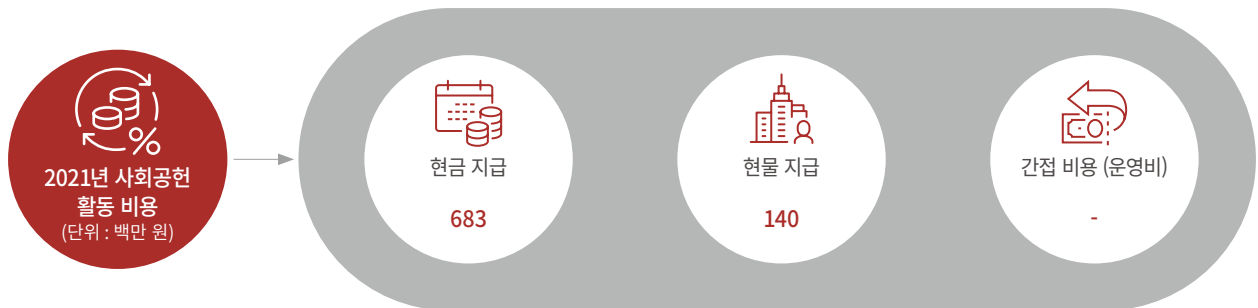 2021년 사회공헌
활동 비용
(단위 : 백만 원)
현금 지급
683
현물 지급
140
간접 비용 (운영비)
-